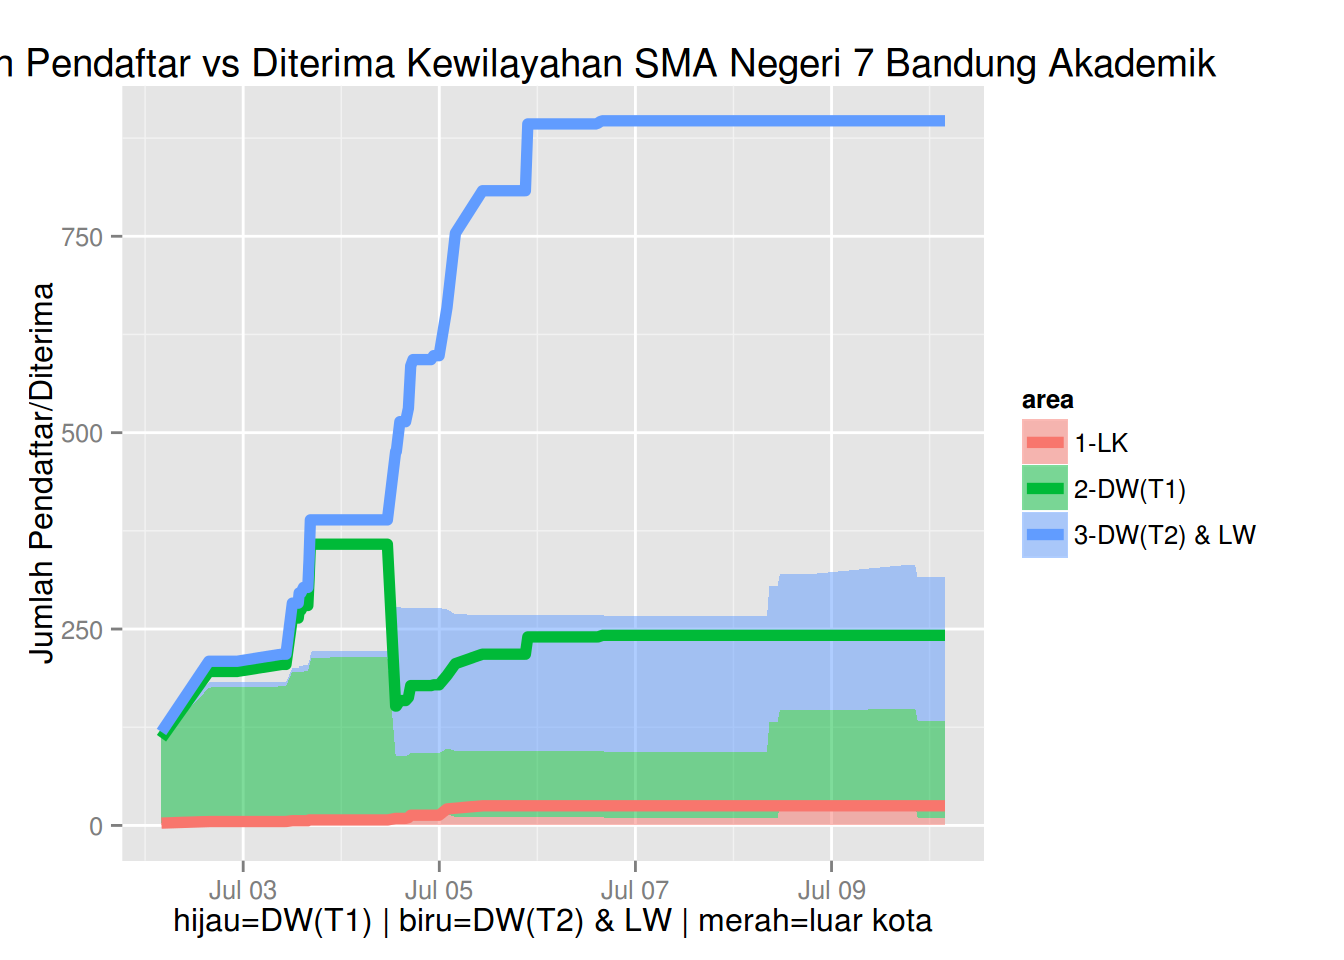 Pendaftar vs Diterima Kewilayahan SMA Negeri 7 Bandung Akademik
Jumlah Pendaftar/Diterima
750
500
250
0
Jul 03
Jul 05
Jul 07
Jul 09
hijau=DW(T1) | biru=DW(T2) & LW | merah=luar kota
area
1-LK
2-DW(T1)
3-DW(T2) & LW